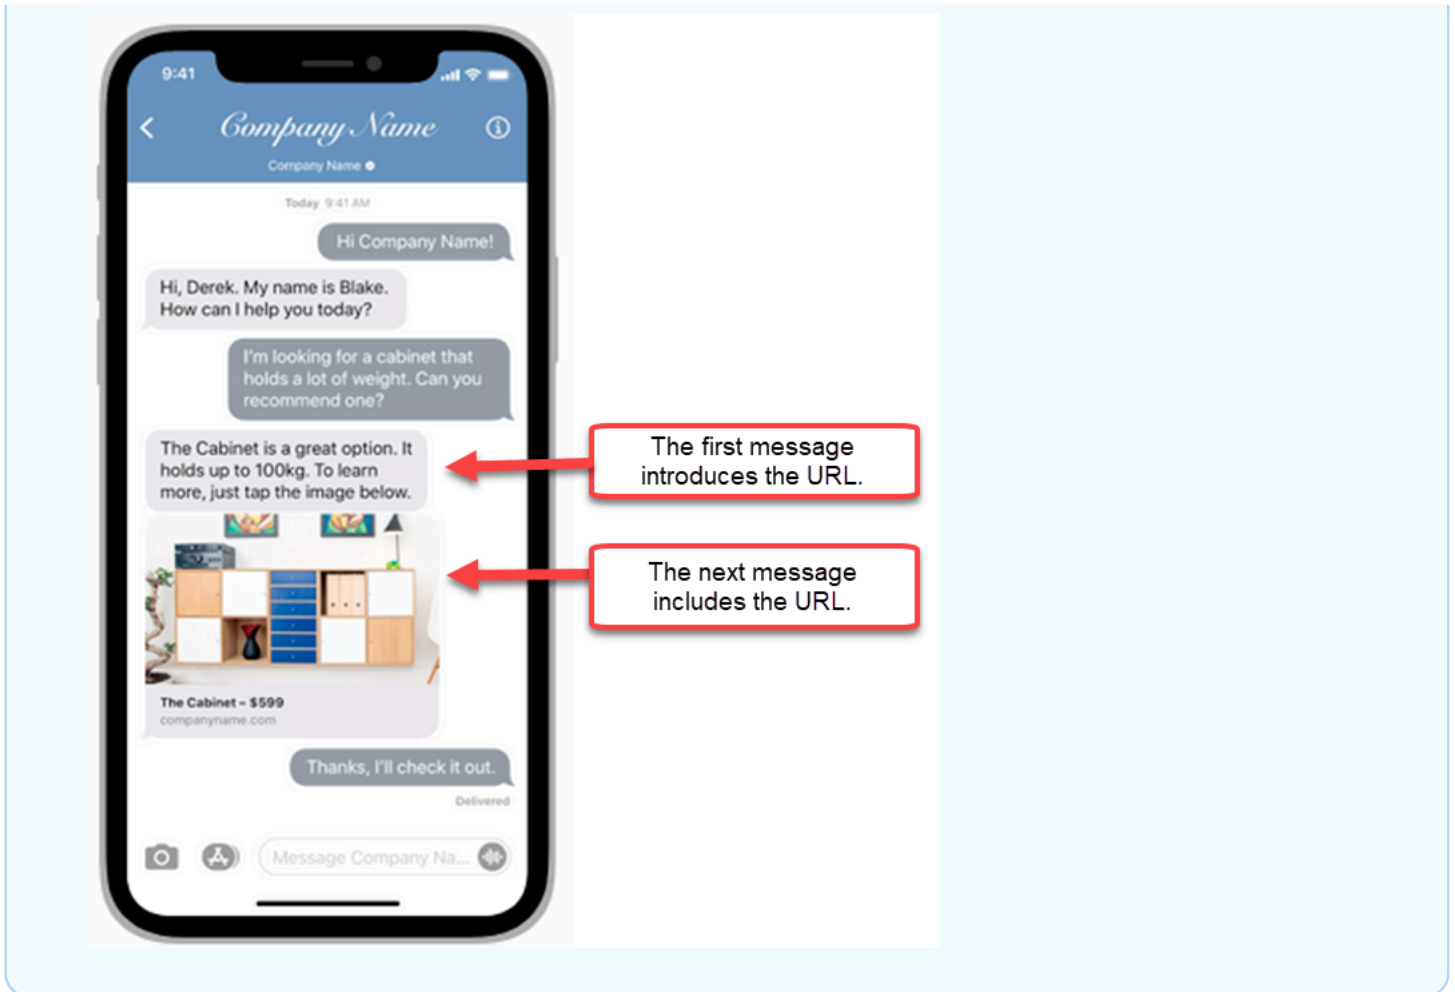 9:41
Company Name
Company Name
Today 9:41 AM
Hi Company Name!
Hi, Derek. My name is Blake.
How can I help you today?
I'm looking for a cabinet that
holds a lot of weight. Can you
recommend one?
The Cabinet is a great option. It
holds up to 100kg. To learn
more, just tap the image below.
The first message
introduces the URL.
The next message
includes the URL.
The Cabinet – $599
companyname.com
Thanks, I'll check it out.
Delivered
Message Company Na...